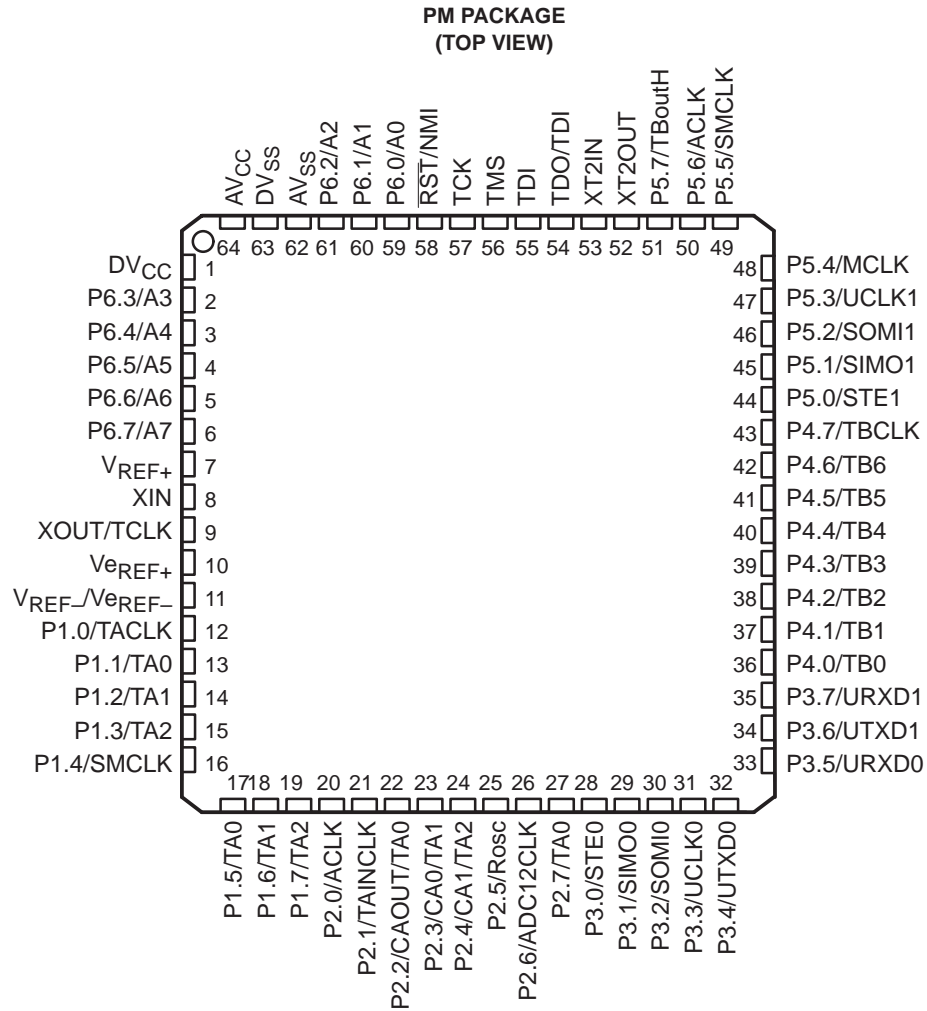 PM PACKAGE
(TOP VIEW)
AVCC
DVSS
AVSS
P6.2/A2
P6.1/A1
P6.0/A0
RST/NMI
TCK
TMS
TDI
TDO/TDI
XT2IN
XT2OUT
P5.7/TBoutH
P5.6/ACLK
P5.5/SMCLK
64 63 62 61 60 59 58 57 56 55 54 53 52 51 50 49
DVCC 1
P6.3/A3 2
P6.4/A4 3
P6.5/A5 4
P6.6/A6 5
P6.7/A7 6
VREF+ 7
XIN 8
XOUT/TCLK 9
VeREF+ 10
VREF–/VeREF– 11
P1.0/TACLK 12
P1.1/TA0 13
P1.2/TA1 14
P1.3/TA2 15
P1.4/SMCLK 16
48 P5.4/MCLK
47 P5.3/UCLK1
46 P5.2/SOMI1
45 P5.1/SIMO1
44 P5.0/STE1
43 P4.7/TBCLK
42 P4.6/TB6
41 P4.5/TB5
40 P4.4/TB4
39 P4.3/TB3
38 P4.2/TB2
37 P4.1/TB1
36 P4.0/TB0
35 P3.7/URXD1
34 P3.6/UTXD1
33 P3.5/URXD0
17 18 19 20 21 22 23 24 25 26 27 28 29 30 31 32
P1.5/TA0
P1.6/TA1
P1.7/TA2
P2.0/ACLK
P2.1/TAINCLK
P2.2/CAOUT/TA0
P2.3/CA0/TA1
P2.4/CA1/TA2
P2.5/Rosc
P2.6/ADC12CLK
P2.7/TA0
P3.0/STE0
P3.1/SIMO0
P3.2/SOMI0
P3.3/UCLK0
P3.4/UTXD0